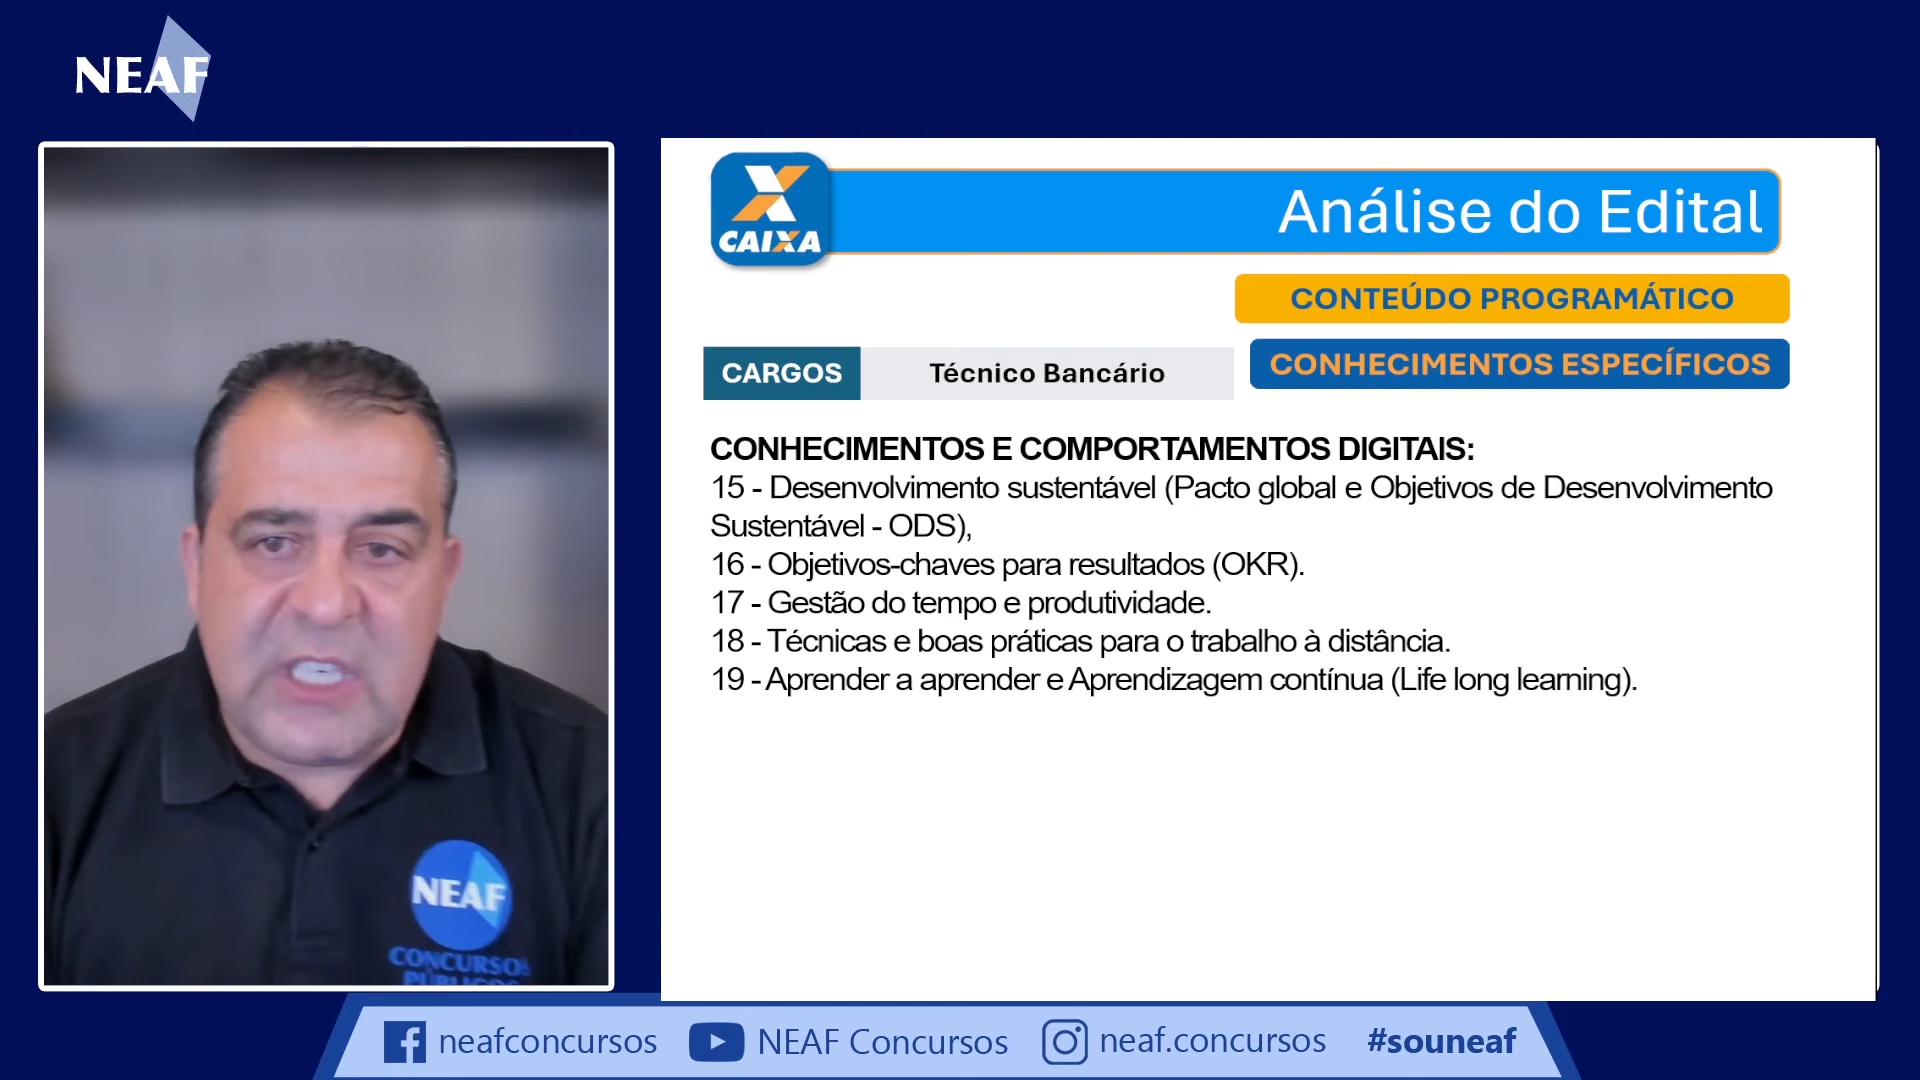 NEAF
CAIXA
Análise do Edital
CONTEÚDO PROGRAMÁTICO
CARGOS
Técnico Bancário
CONHECIMENTOS ESPECÍFICOS
CONHECIMENTOS E COMPORTAMENTOS DIGITAIS:
15 - Desenvolvimento sustentável (Pacto global e Objetivos de Desenvolvimento
Sustentável - ODS),
16 - Objetivos-chaves para resultados (OKR).
17 - Gestão do tempo e produtividade.
18 - Técnicas e boas práticas para o trabalho à distância.
19 - Aprender a aprender e Aprendizagem contínua (Life long learning).
NEAF
CONCURSOS
PÚBLICOS
neafconcursos
NEAF Concursos
neaf.concursos
#souneaf